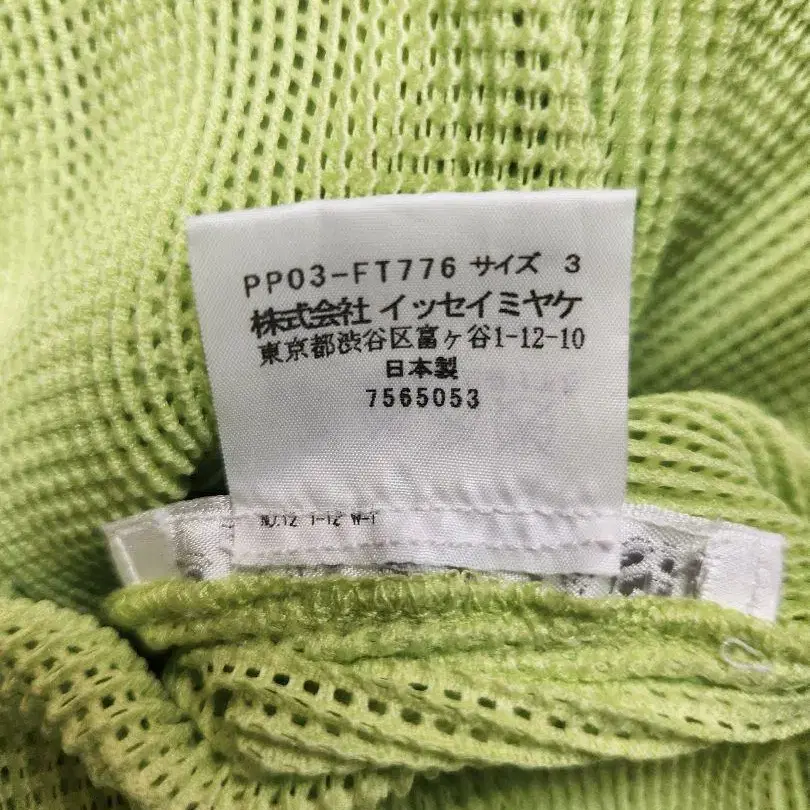 PP03-FT776 サイズ 3
株式会社 イッセイミヤケ
東京都渋谷区富ヶ谷1-12-10
日本製
7565053